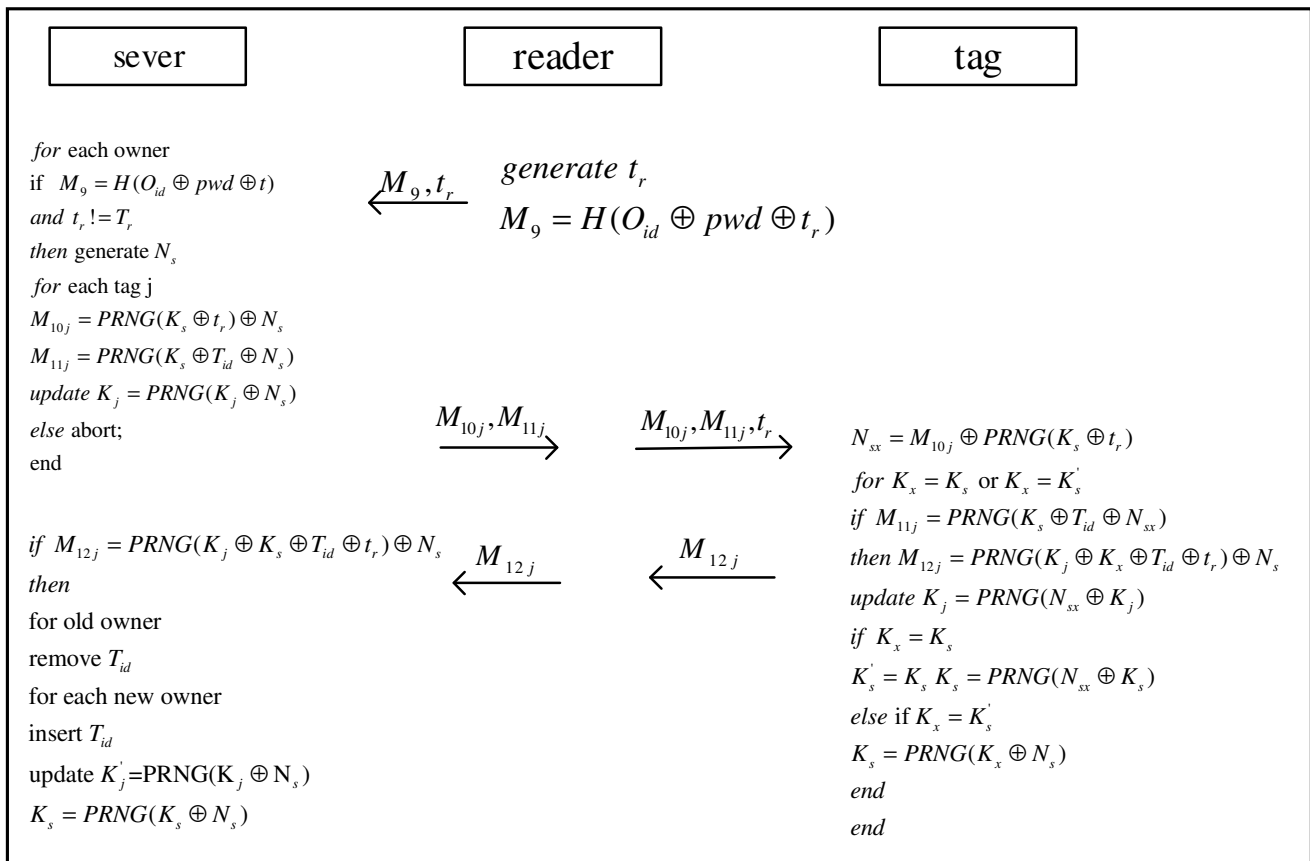 sever
reader
tag
for each owner
if M₉ = H(O_id ⊕ pwd ⊕ t)
and t_r != T_r
then generate N_s
for each tag j
M_10j = PRNG(K_s ⊕ t_r) ⊕ N_s
M_11j = PRNG(K_s ⊕ T_id ⊕ N_s)
update K_j = PRNG(K_j ⊕ N_s)
else abort;
end
M₉, t_r
generate t_r
M₉ = H(O_id ⊕ pwd ⊕ t_r)
M_10j, M_11j
M_10j, M_11j, t_r
N_sx = M_10j ⊕ PRNG(K_s ⊕ t_r)
for K_x = K_s or K_x = K_s'
if M_11j = PRNG(K_s ⊕ T_id ⊕ N_sx)
then M_12j = PRNG(K_j ⊕ K_x ⊕ T_id ⊕ t_r) ⊕ N_s
update K_j = PRNG(N_sx ⊕ K_j)
if K_x = K_s
K_s' = K_s K_s = PRNG(N_sx ⊕ K_s)
else if K_x = K_s'
K_s = PRNG(K_x ⊕ N_s)
end
end
M_12j
M_12j
if M_12j = PRNG(K_j ⊕ K_s ⊕ T_id ⊕ t_r) ⊕ N_s
then
for old owner
remove T_id
for each new owner
insert T_id
update K_j'=PRNG(K_j ⊕ N_s)
K_s = PRNG(K_s ⊕ N_s)